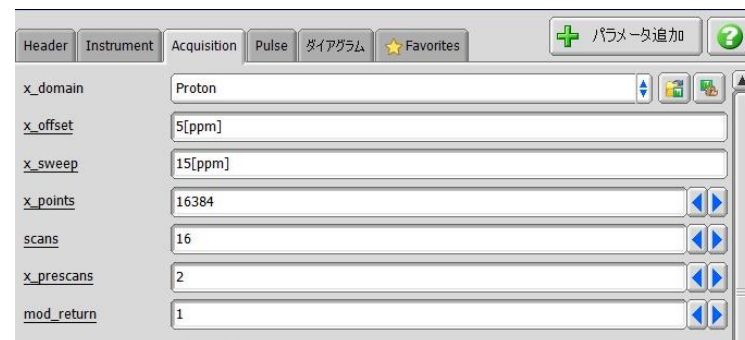 Header Instrument Acquisition Pulse ダイアグラム Favorites パラメータ追加 ?
x_domain Proton
x_offset 5[ppm]
x_sweep 15[ppm]
x_points 16384
scans 16
x_prescans 2
mod_return 1